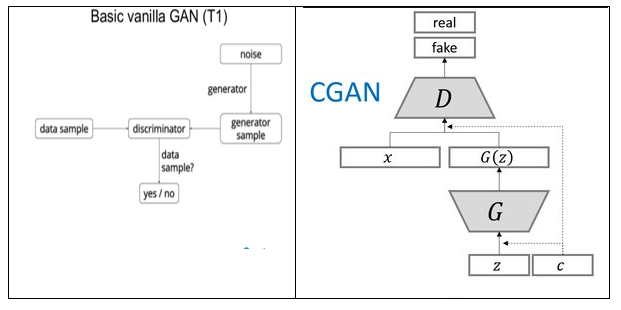 Basic vanilla GAN (T1)
noise
generator
data sample
discriminator
generator
sample
data
sample?
yes / no
real
fake
CGAN
D
x
G(z)
G
z
c